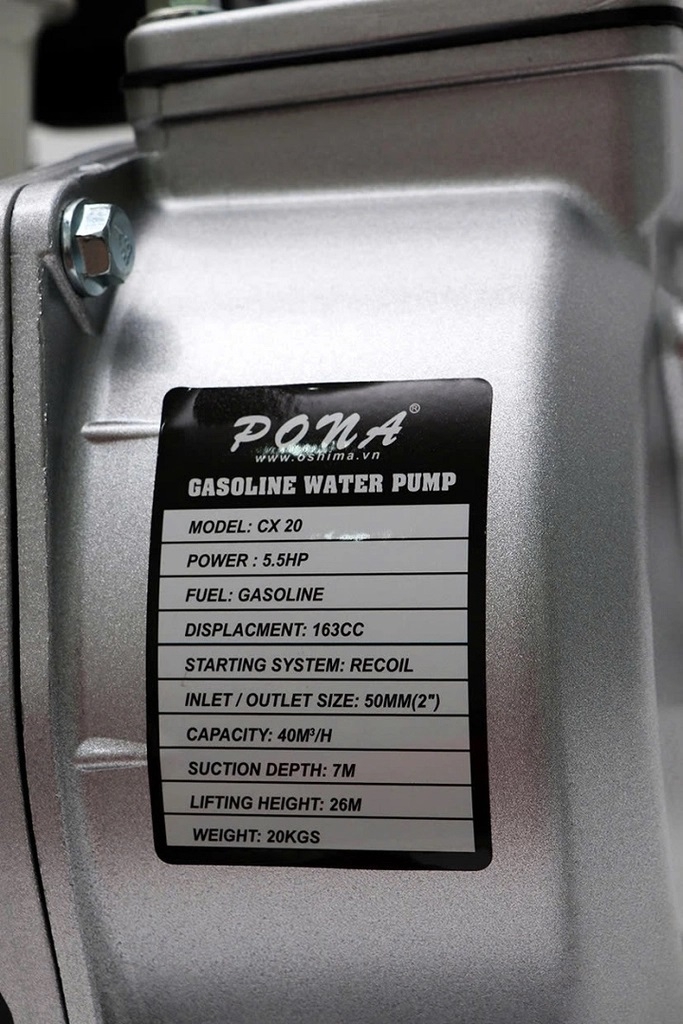 PONA®
www.oshima.vn
GASOLINE WATER PUMP
MODEL: CX 20
POWER : 5.5HP
FUEL: GASOLINE
DISPLACMENT: 163CC
STARTING SYSTEM: RECOIL
INLET / OUTLET SIZE: 50MM(2")
CAPACITY: 40M³/H
SUCTION DEPTH: 7M
LIFTING HEIGHT: 26M
WEIGHT: 20KGS